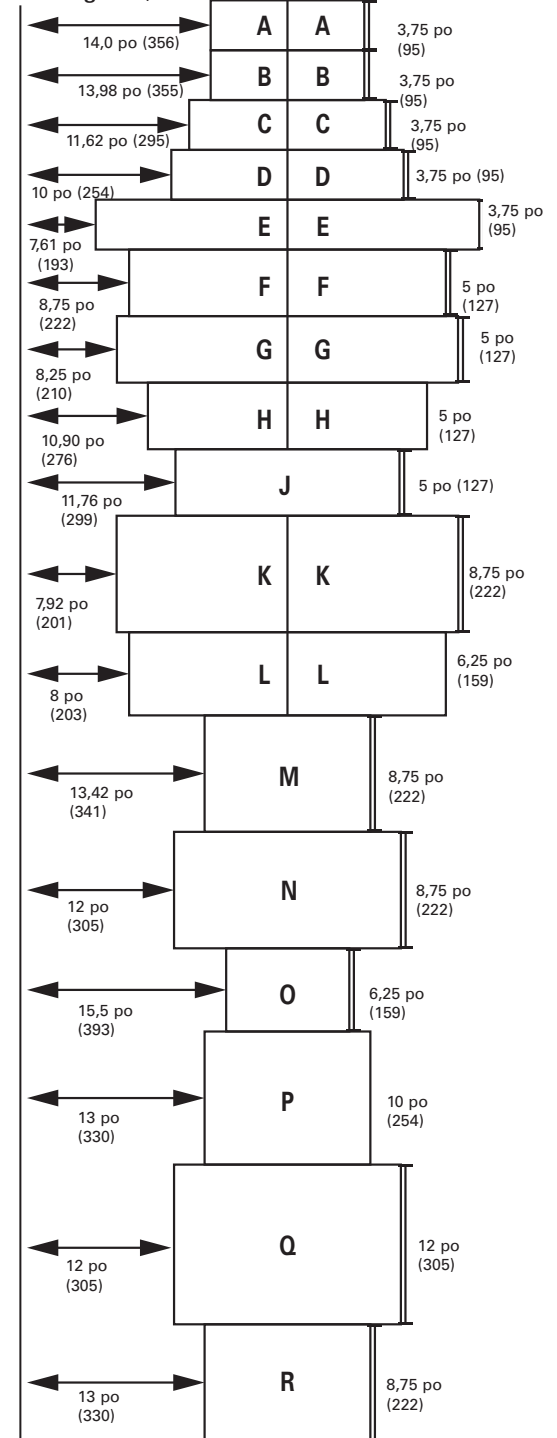 A A
14,0 po (356)
3,75 po
(95)
B B
13,98 po (355)
3,75 po
(95)
C C
11,62 po (295)
3,75 po
(95)
D D
10 po (254)
3,75 po (95)
E E
7,61 po
(193)
3,75 po
(95)
F F
8,75 po
(222)
5 po
(127)
G G
8,25 po
(210)
5 po
(127)
H H
10,90 po
(276)
5 po
(127)
J
11,76 po
(299)
5 po (127)
K K
7,92 po
(201)
8,75 po
(222)
L L
8 po
(203)
6,25 po
(159)
M
13,42 po
(341)
8,75 po
(222)
N
12 po
(305)
8,75 po
(222)
O
15,5 po
(393)
6,25 po
(159)
P
13 po
(330)
10 po
(254)
Q
12 po
(305)
12 po
(305)
R
13 po
(330)
8,75 po
(222)